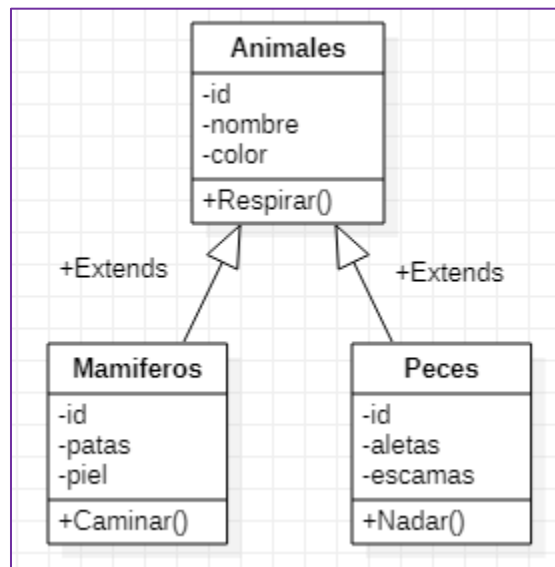 Animales
-id
-nombre
-color
+Respirar()
+Extends
+Extends
Mamiferos
-id
-patas
-piel
+Caminar()
Peces
-id
-aletas
-escamas
+Nadar()